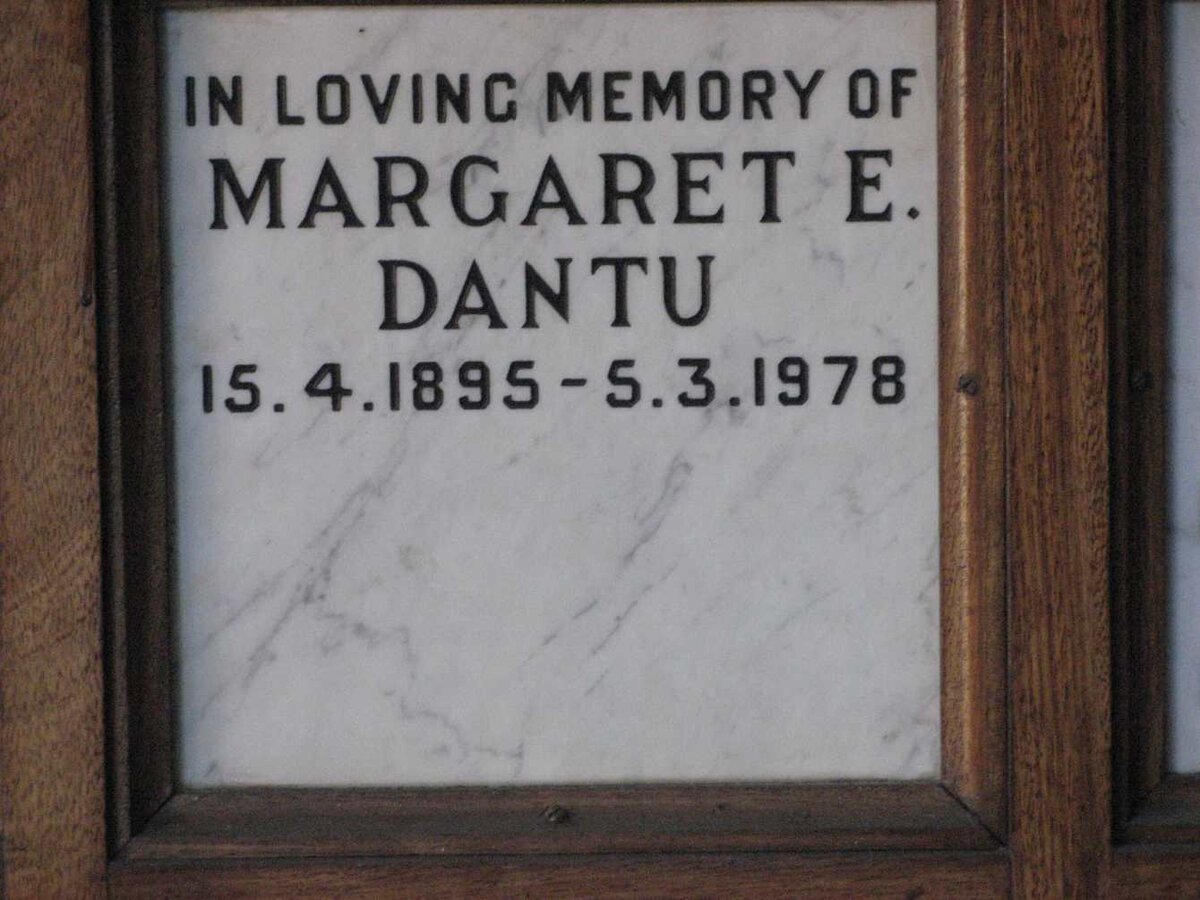 IN LOVING MEMORY OF
MARGARET E.
DANTU
15.4.1895-5.3.1978